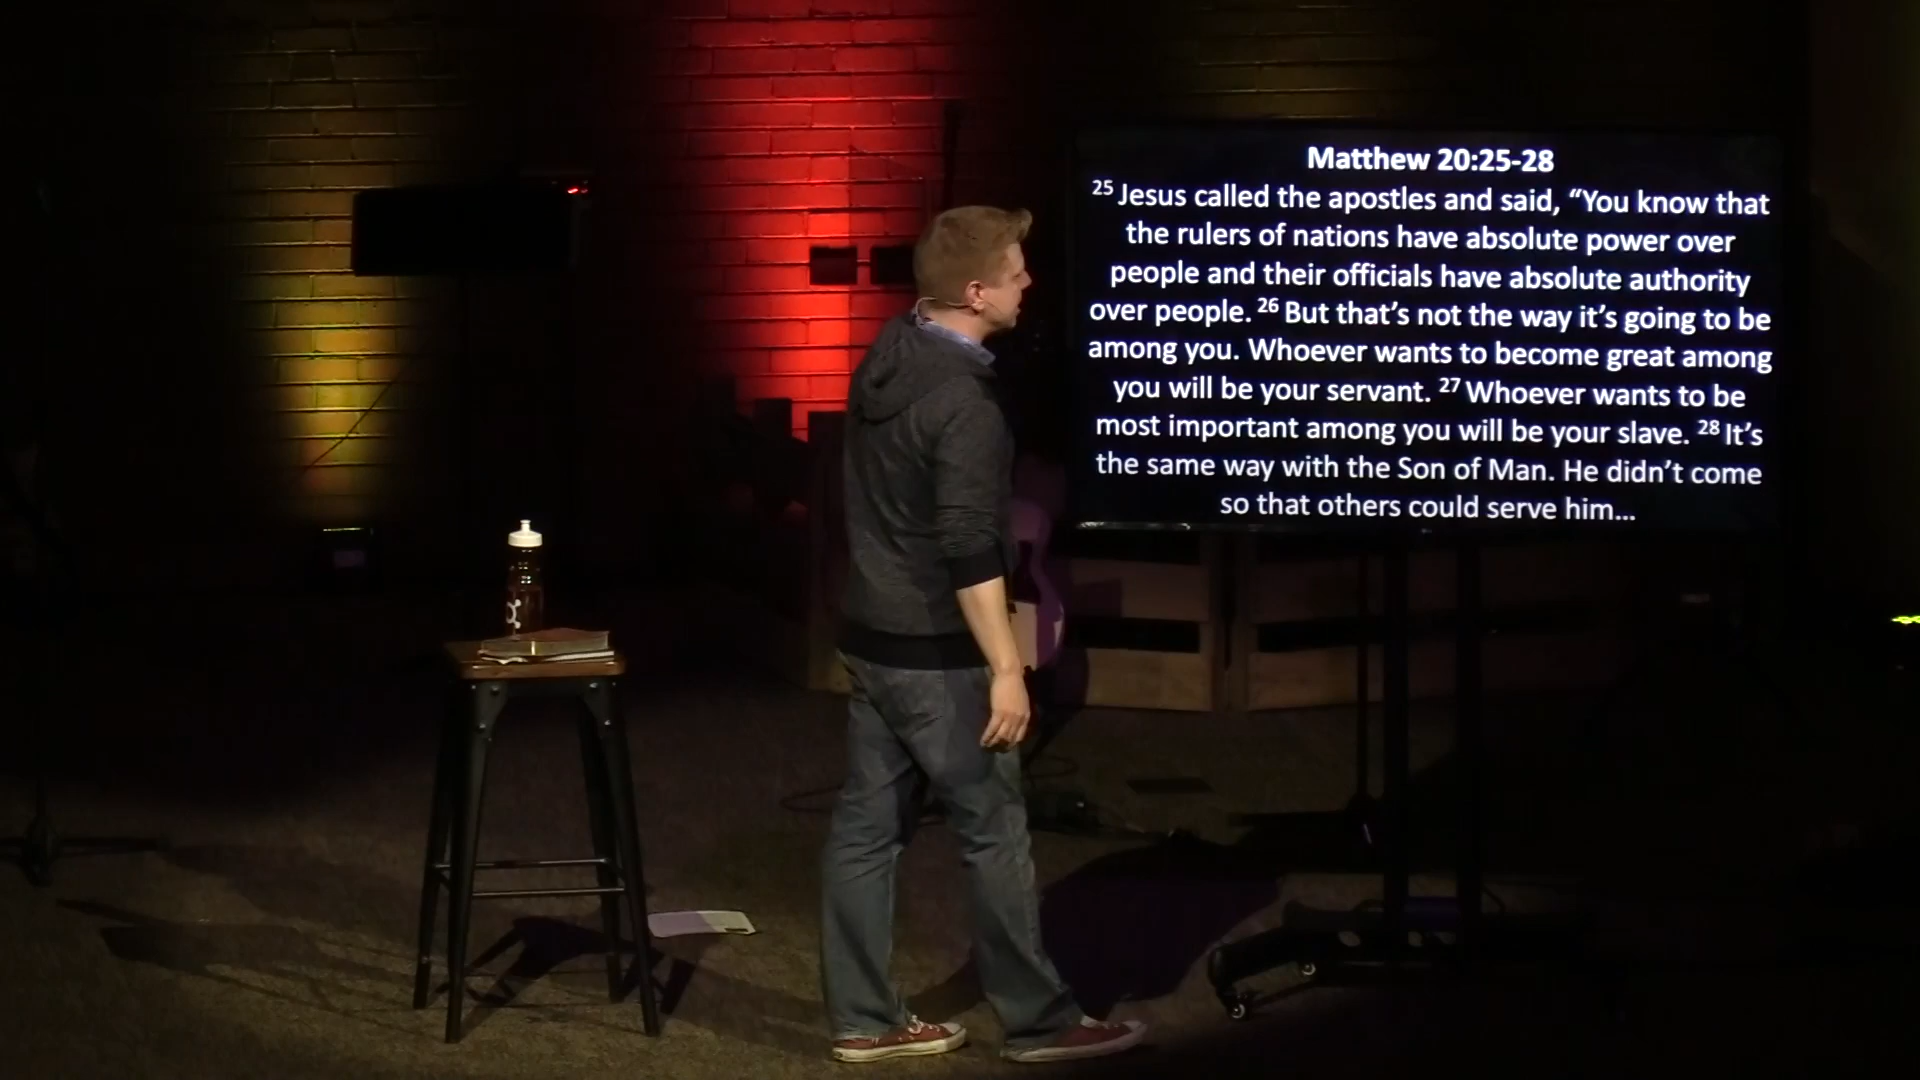 Matthew 20:25-28
25 Jesus called the apostles and said, “You know that
the rulers of nations have absolute power over
people and their officials have absolute authority
over people. 26 But that’s not the way it’s going to be
among you. Whoever wants to become great among
you will be your servant. 27 Whoever wants to be
most important among you will be your slave. 28 It’s
the same way with the Son of Man. He didn’t come
so that others could serve him…